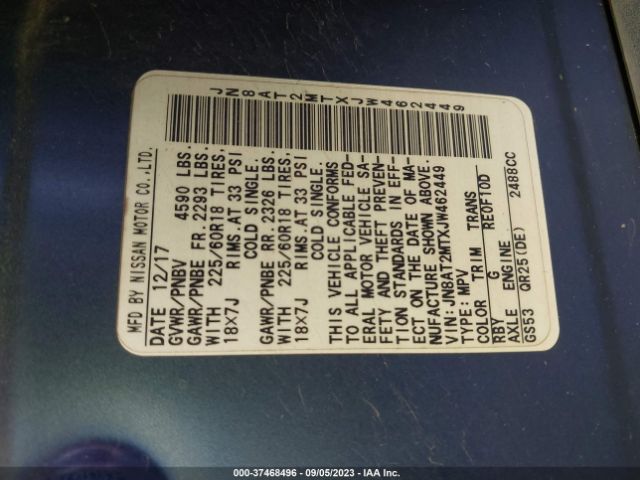 MFD BY NISSAN MOTOR CO.,LTD.
DATE 12/17
GVWR/PNBV 4590 LBS.
GAWR/PNBE FR. 2293 LBS.
WITH 225/60R18 TIRES,
18X7J RIMS. AT 33 PSI
COLD SINGLE.
GAWR/PNBE RR. 2326 LBS.
WITH 225/60R18 TIRES,
18X7J RIMS. AT 33 PSI
COLD SINGLE.
THIS VEHICLE CONFORMS
TO ALL APPLICABLE FED-
ERAL MOTOR VEHICLE SA-
FETY AND THEFT PREVEN-
TION STANDARDS IN EFF-
ECT ON THE DATE OF MA-
NUFACTURE SHOWN ABOVE.
VIN: JN8AT2MTXJW462449
TYPE: MPV
COLOR TRIM TRANS
RBY G RE0F10D
AXLE ENGINE 2488CC
GS53 QR25(DE)
JN8AT2MTXJW462449
000-37468496 - 09/05/2023 - IAA Inc.